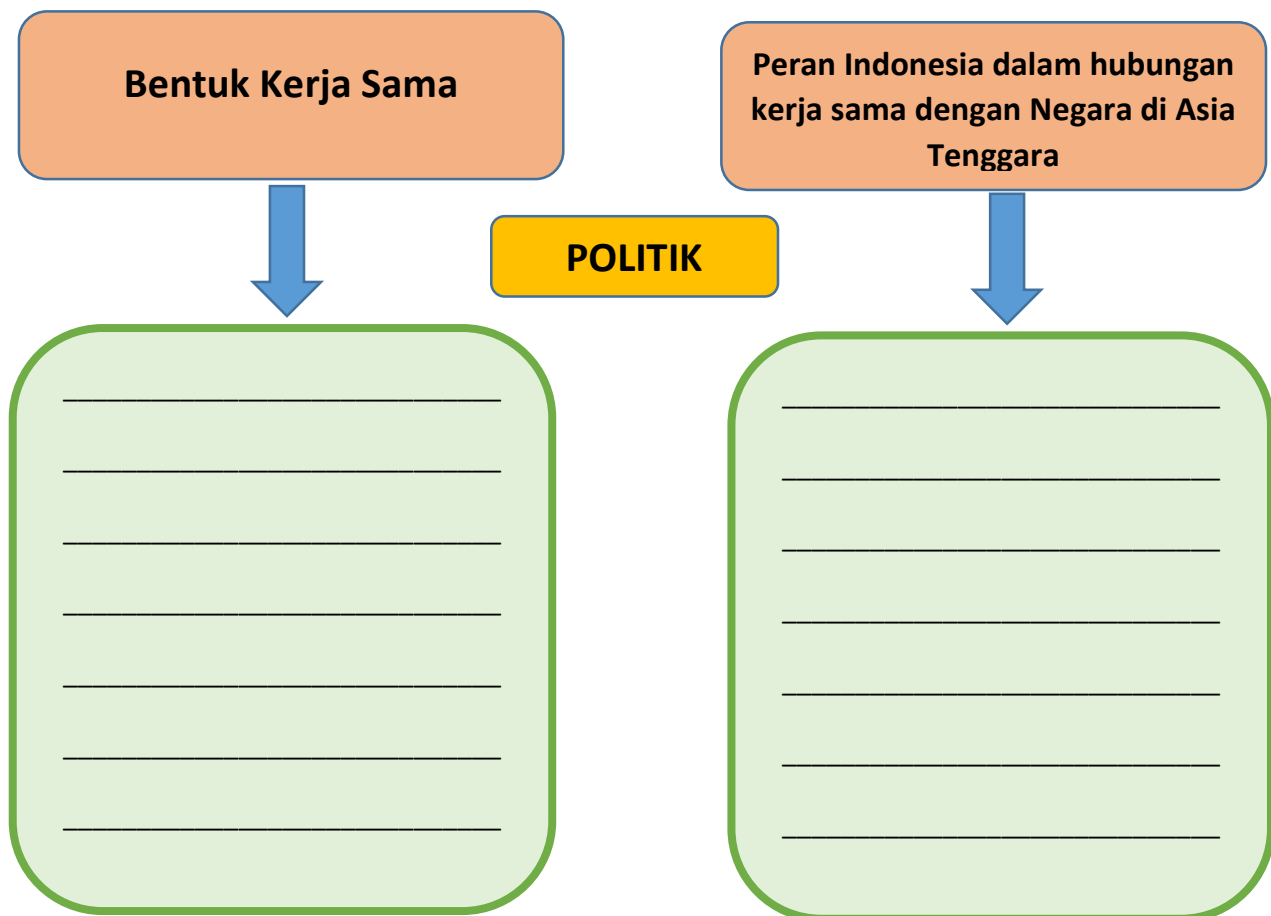 Bentuk Kerja Sama
Peran Indonesia dalam hubungan
kerja sama dengan Negara di Asia
Tenggara
POLITIK